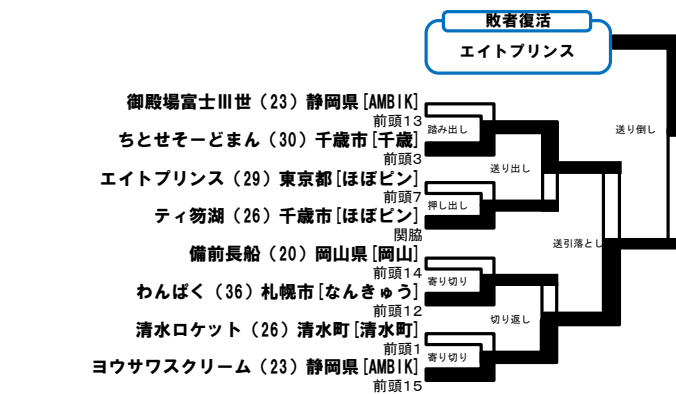 敗者復活
エイトプリンス
御殿場富士Ⅲ世（23）静岡県[AMBIK]
前頭13
踏み出し
送り倒し
ちとせそーどまん（30）千歳市[千歳]
前頭3
送り出し
エイトプリンス（29）東京都[ほぼピン]
前頭7
押し出し
ティ笏湖（26）千歳市[ほぼピン]
関脇
送引落とし
備前長船（20）岡山県[岡山]
前頭14
寄り切り
わんぱく（36）札幌市[なんきゅう]
前頭12
切り返し
清水ロケット（26）清水町[清水町]
前頭1
寄り切り
ヨウサワスクリーム（23）静岡県[AMBIK]
前頭15